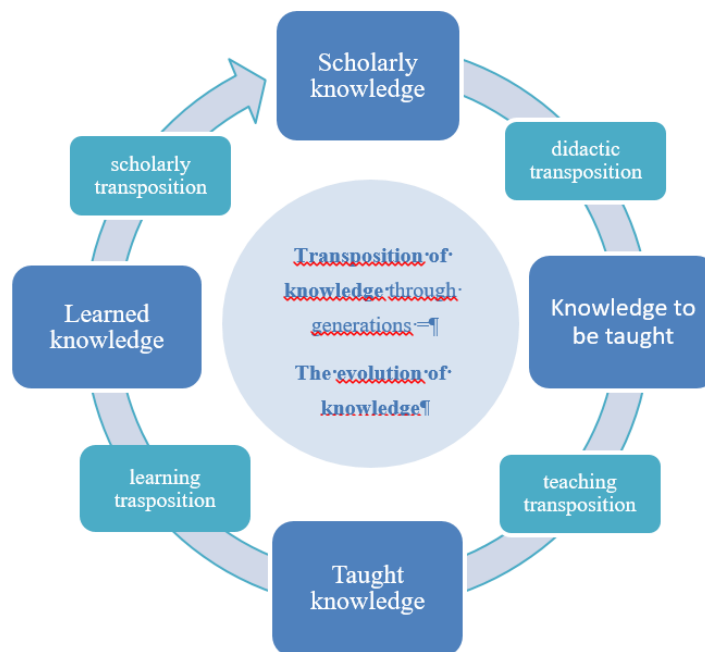 Scholarly
knowledge
scholarly
transposition
didactic
transposition
Transposition·of·
knowledge·through·
generations·=¶
The·evolution·of·
knowledge¶
Learned
knowledge
Knowledge to
be taught
learning
trasposition
teaching
transposition
Taught
knowledge